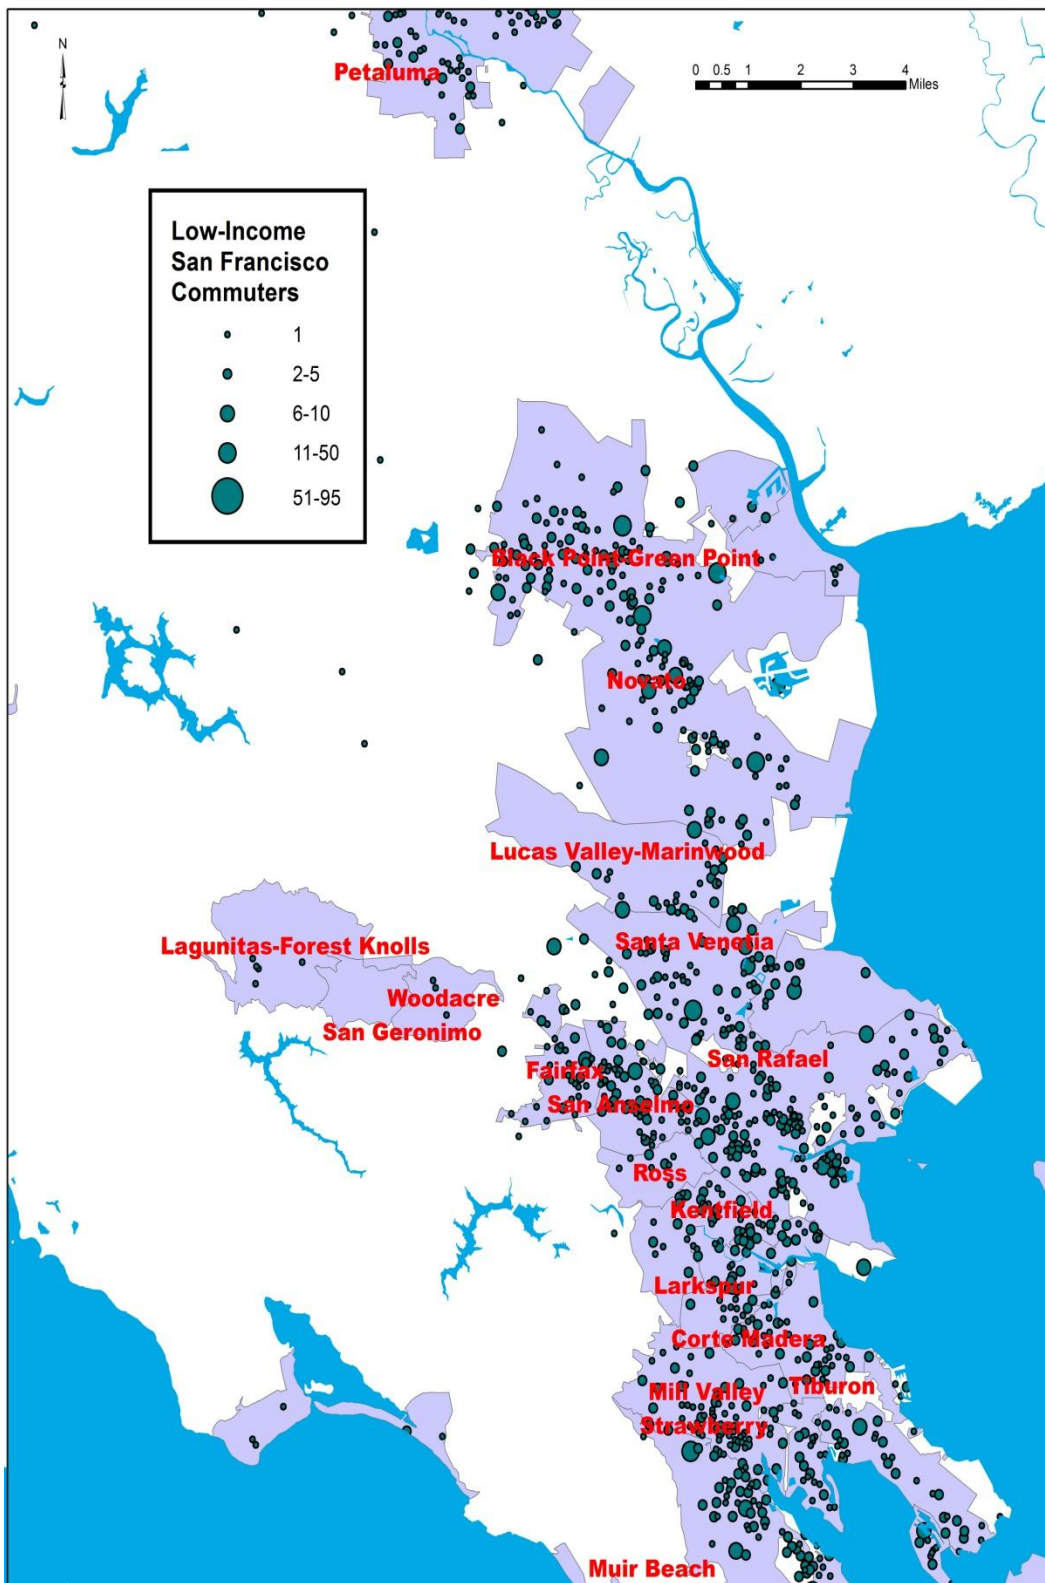 N
Petaluma
0 0.5 1 2 3 4
Miles
Low-Income
San Francisco
Commuters
1
2-5
6-10
11-50
51-95
Black Point-Green Point
Novato
Lucas Valley-Marinwood
Santa Venetia
Lagunitas-Forest Knolls
Woodacre
San Geronimo
San Rafael
Fairfax
San Anselmo
Ross
Kentfield
Larkspur
Corte Madera
Tiburon
Mill Valley
Strawberry
Muir Beach